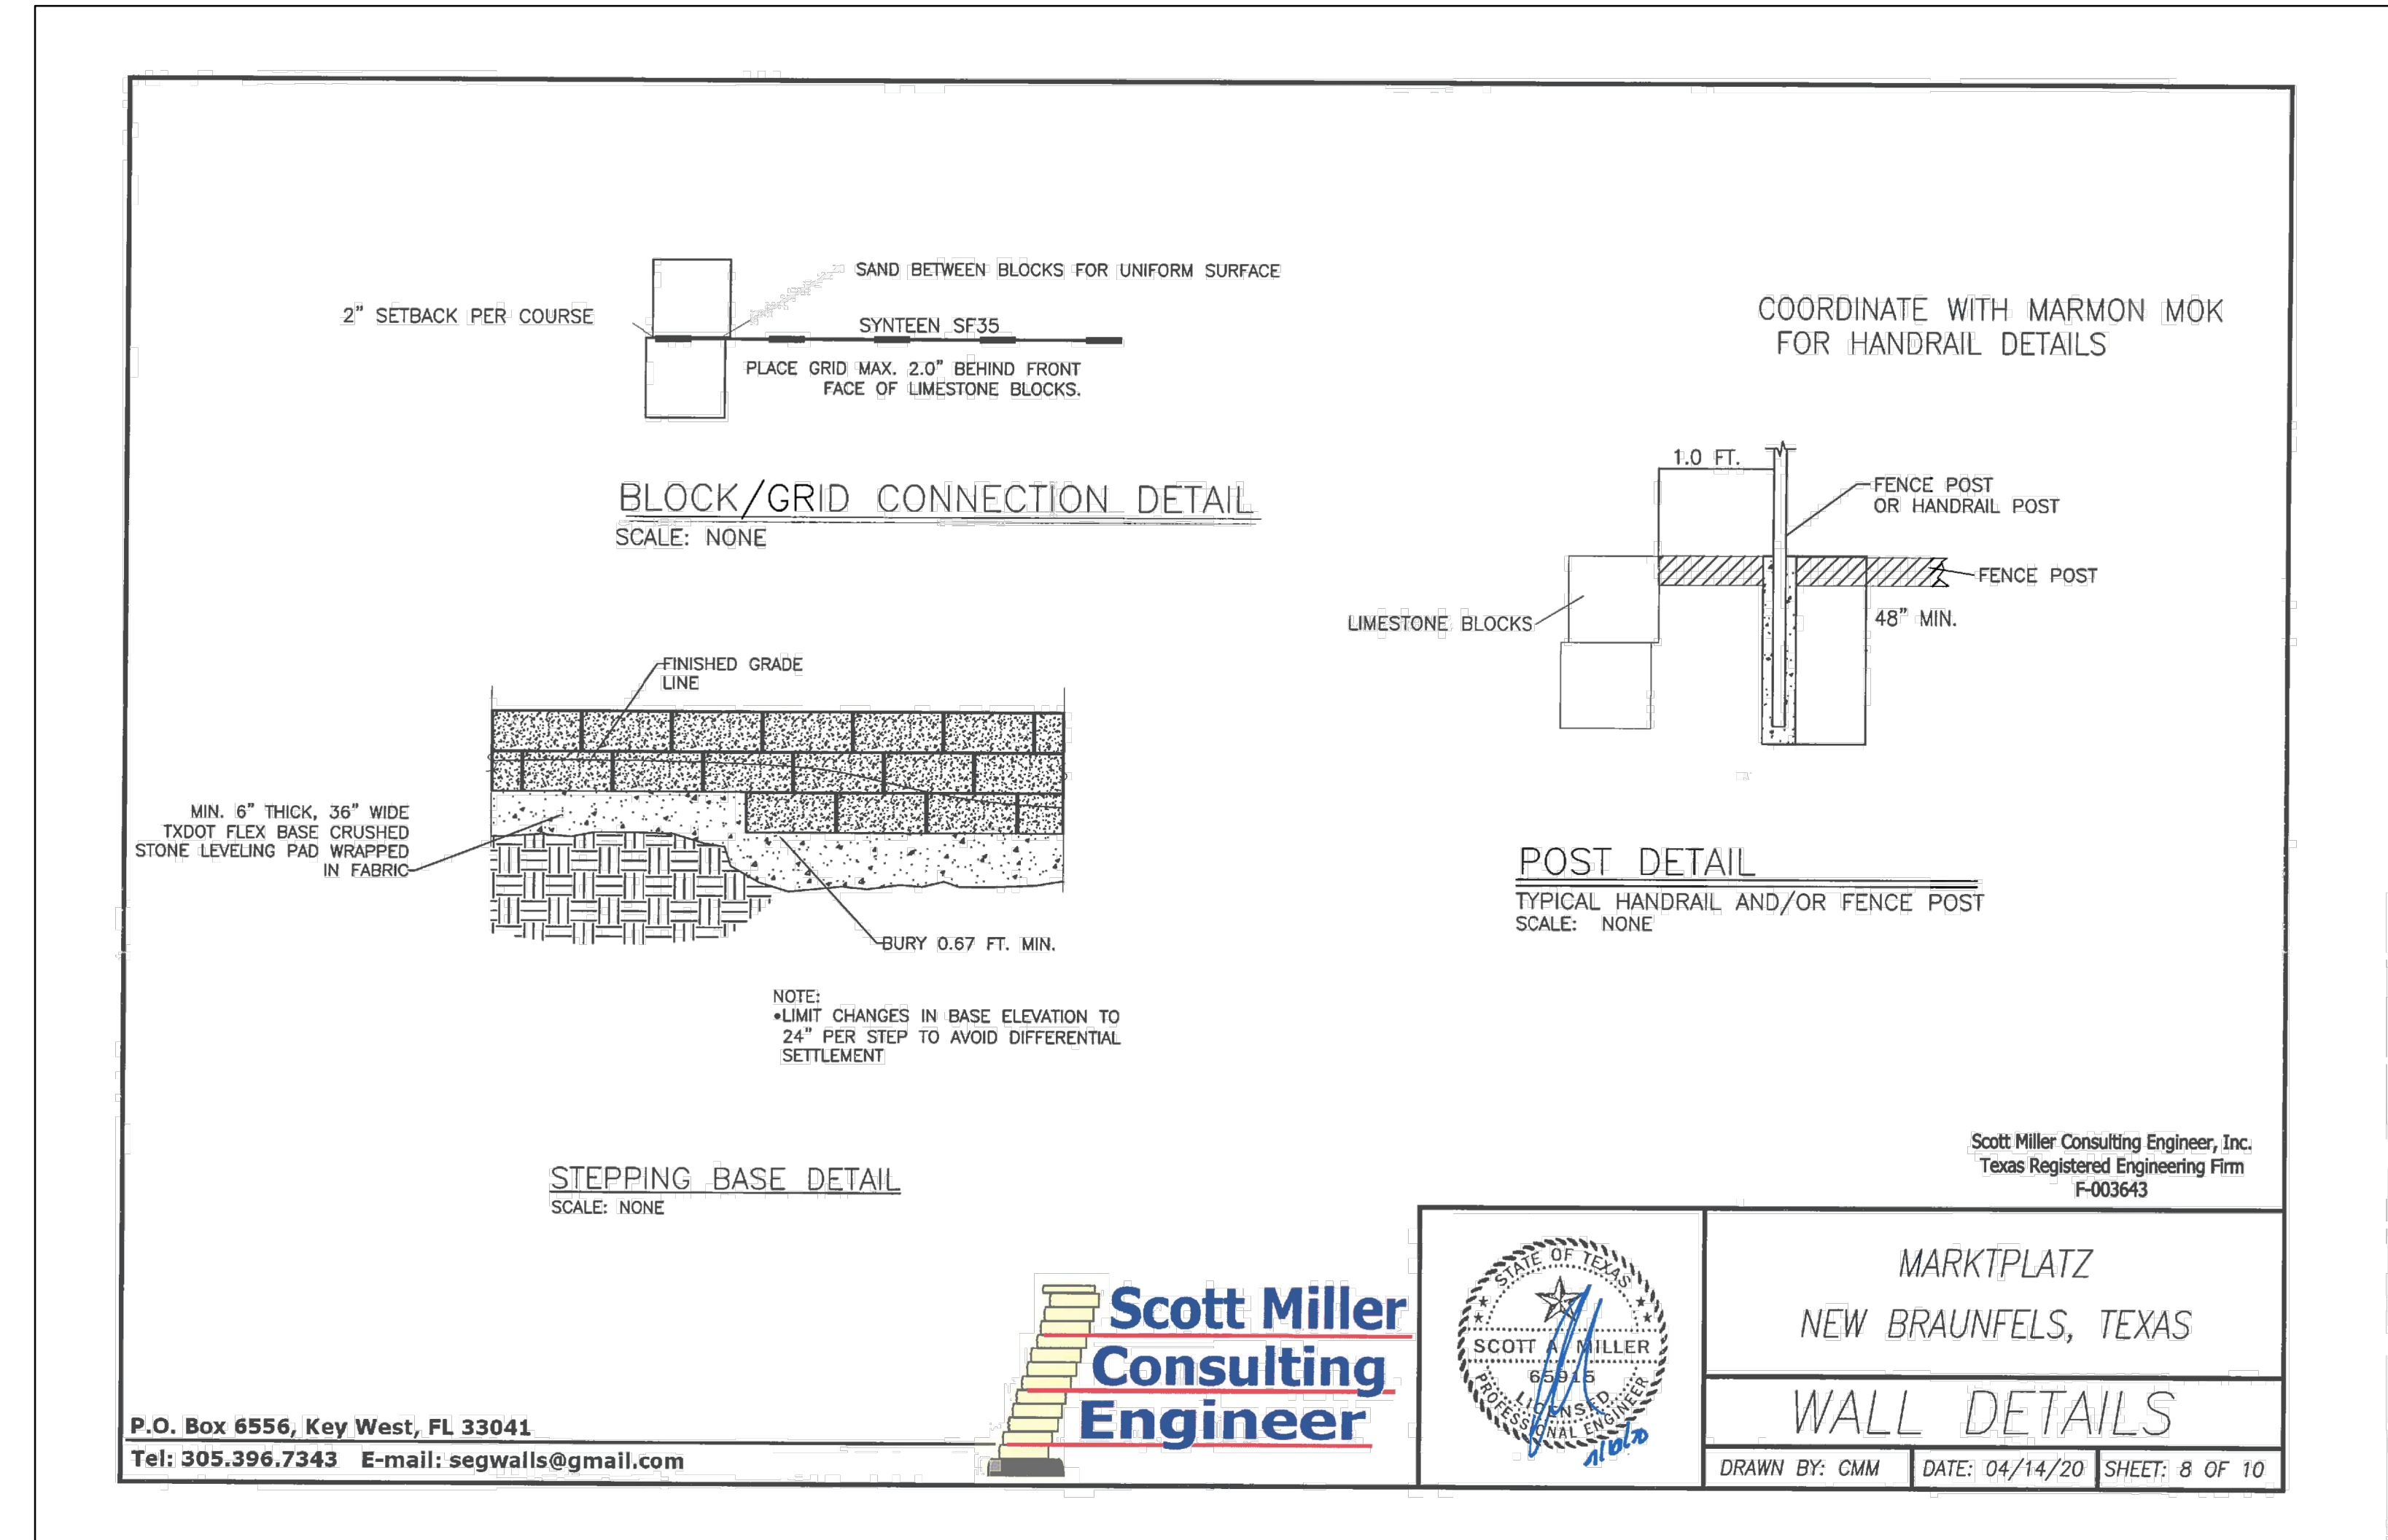 SAND BETWEEN BLOCKS FOR UNIFORM SURFACE
2" SETBACK PER COURSE
SYNTEEN SF35
PLACE GRID MAX. 2.0" BEHIND FRONT
FACE OF LIMESTONE BLOCKS.
BLOCK/GRID CONNECTION DETAIL
SCALE: NONE
COORDINATE WITH MARMON MOK
FOR HANDRAIL DETAILS
1.0 FT.
FENCE POST
OR HANDRAIL POST
FENCE POST
LIMESTONE BLOCKS
48" MIN.
POST DETAIL
TYPICAL HANDRAIL AND/OR FENCE POST
SCALE: NONE
FINISHED GRADE
LINE
MIN. 6" THICK, 36" WIDE
TXDOT FLEX BASE CRUSHED
STONE LEVELING PAD WRAPPED
IN FABRIC
BURY 0.67 FT. MIN.
NOTE:
•LIMIT CHANGES IN BASE ELEVATION TO
24" PER STEP TO AVOID DIFFERENTIAL
SETTLEMENT
STEPPING BASE DETAIL
SCALE: NONE
Scott Miller Consulting Engineer, Inc.
Texas Registered Engineering Firm
F-003643
P.O. Box 6556, Key West, FL 33041
Tel: 305.396.7343 E-mail: segwalls@gmail.com
Scott Miller
Consulting
Engineer
STATE OF TEXAS
SCOTT A MILLER
65915
LICENSED
PROFESSIONAL ENGINEER
MARKTPLATZ
NEW BRAUNFELS, TEXAS
WALL DETAILS
DRAWN BY: CMM
DATE: 04/14/20
SHEET: 8 OF 10